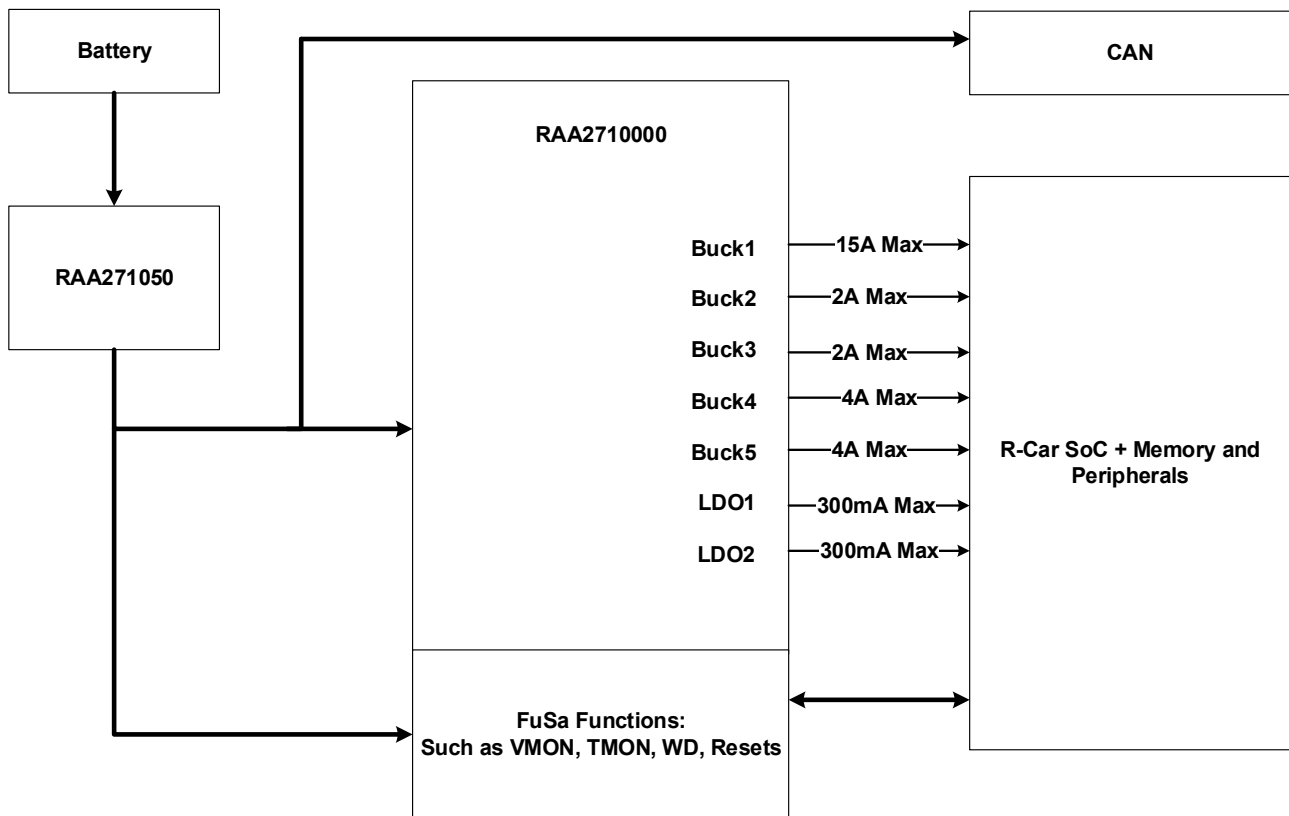 Battery
CAN
RAA2710000
RAA271050
Buck1
15A Max
Buck2
2A Max
Buck3
2A Max
Buck4
4A Max
Buck5
4A Max
LDO1
300mA Max
LDO2
300mA Max
R-Car SoC + Memory and
Peripherals
FuSa Functions:
Such as VMON, TMON, WD, Resets